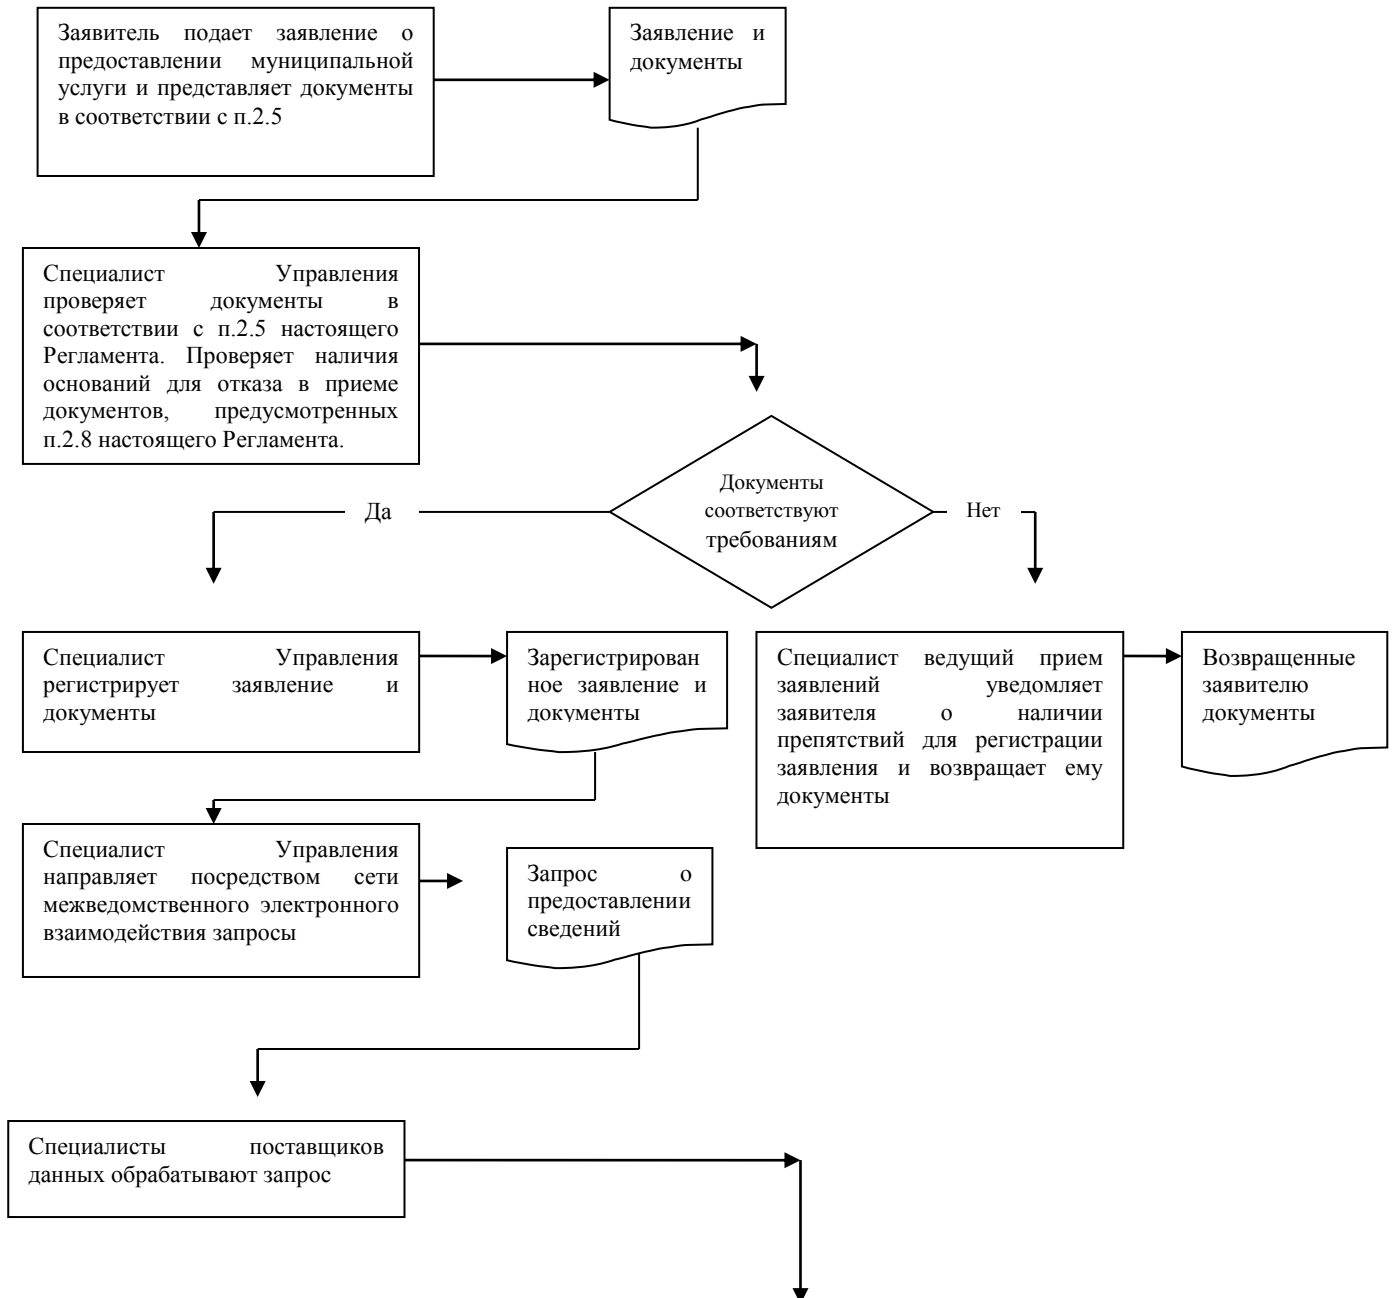 Заявитель подает заявление о
предоставлении муниципальной
услуги и представляет документы
в соответствии с п.2.5
Заявление и
документы
Специалист Управления
проверяет документы в
соответствии с п.2.5 настоящего
Регламента. Проверяет наличия
оснований для отказа в приеме
документов, предусмотренных
п.2.8 настоящего Регламента.
Документы
соответствуют
требованиям
Да
Нет
Специалист Управления
регистрирует заявление и
документы
Зарегистрирован
ное заявление и
документы
Специалист ведущий прием
заявлений уведомляет
заявителя о наличии
препятствий для регистрации
заявления и возвращает ему
документы
Возвращенные
заявителю
документы
Специалист Управления
направляет посредством сети
межведомственного электронного
взаимодействия запросы
Запрос о
предоставлении
сведений
Специалисты поставщиков
данных обрабатывают запрос